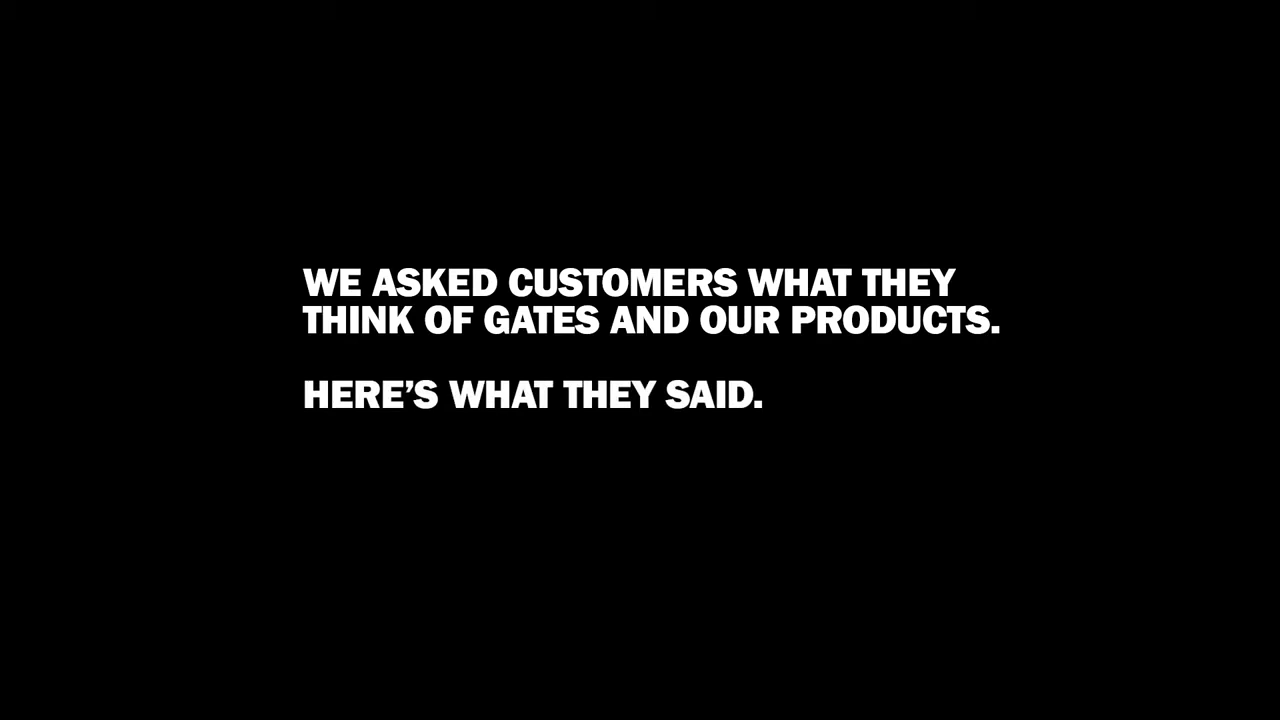 WE ASKED CUSTOMERS WHAT THEY
THINK OF GATES AND OUR PRODUCTS.
HERE’S WHAT THEY SAID.